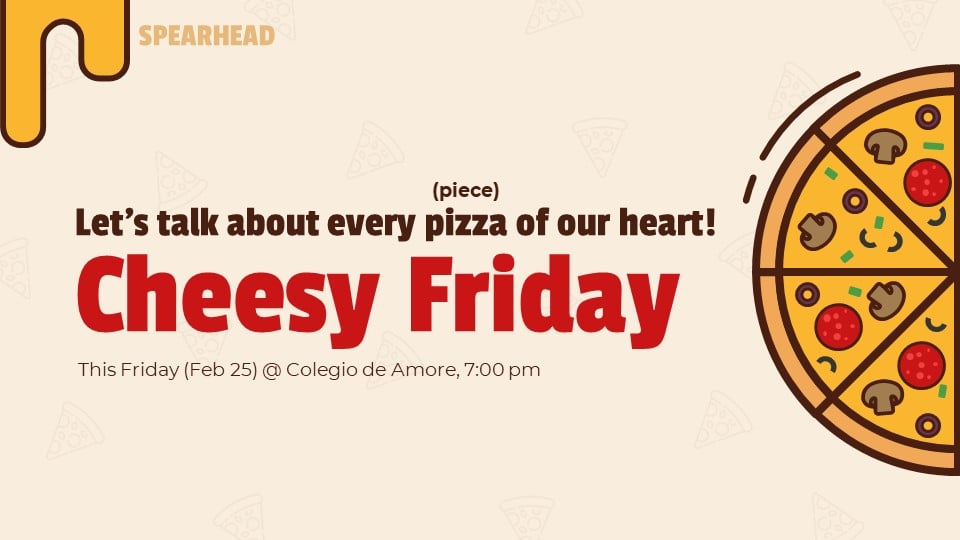 SPEARHEAD
(piece)
Let's talk about every pizza of our heart!
Cheesy Friday
This Friday (Feb 25) @ Colegio de Amore, 7:00 pm